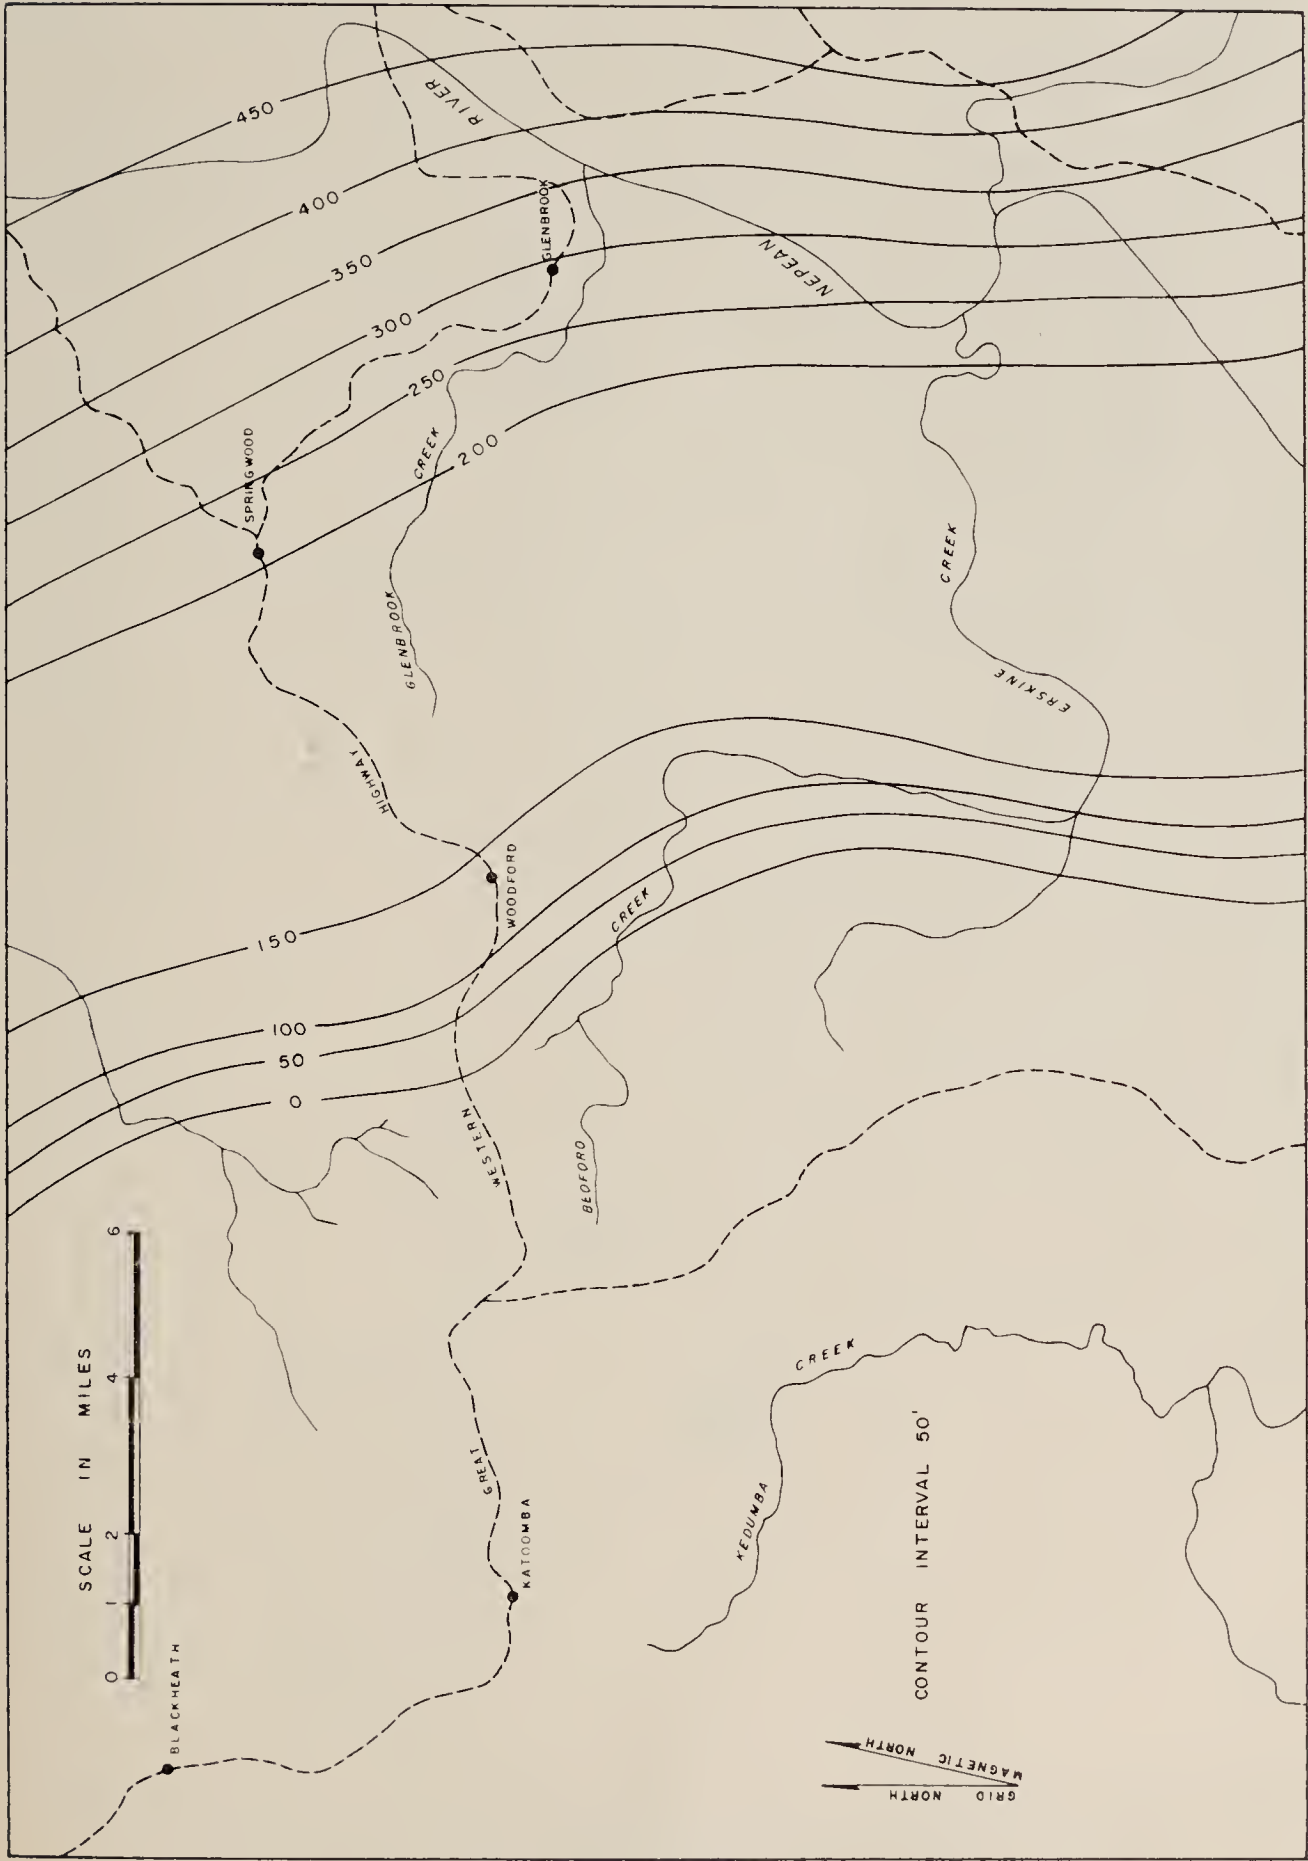 SCALE IN MILES
0 1 2 4 6
BLACKHEATH
KATOOMBA
GREAT
WESTERN
HIGHWAY
WOODFORD
SPRINGWOOD
GLENBROOK
GLENBROOK
CREEK
RIVER
NEPEAN
BEDFORD
CREEK
ERSKINE
CREEK
KEDUMBA
CREEK
0
50
100
150
200
250
300
350
400
450
CONTOUR INTERVAL 50'
GRID NORTH
MAGNETIC NORTH